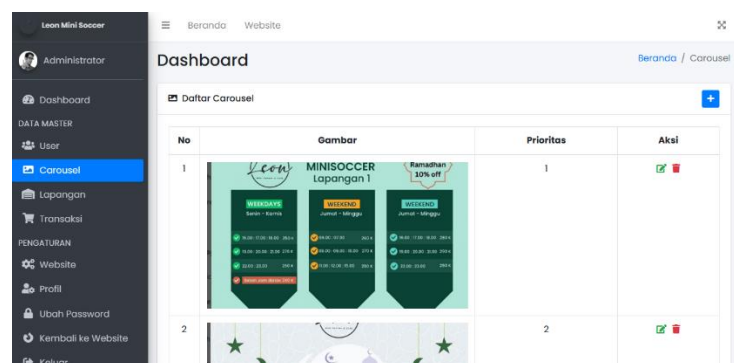 Leon Mini Soccer
Beranda Website
Administrator
Dashboard
Beranda / Carousel
Dashboard
Daftar Carousel
DATA MASTER
User
Carousel
Lapangan
Transaksi
PENGATURAN
Website
Profil
Ubah Password
Kembali ke Website
Keluar
No Gambar Prioritas Aksi
1
Leon
MINISOCCER
Lapangan 1
Ramadhan
10% off
WEEKDAYS
Senin - Kamis
WEEKEND
Jumat - Minggu
WEEKEND
Jumat - Minggu
1
2
2